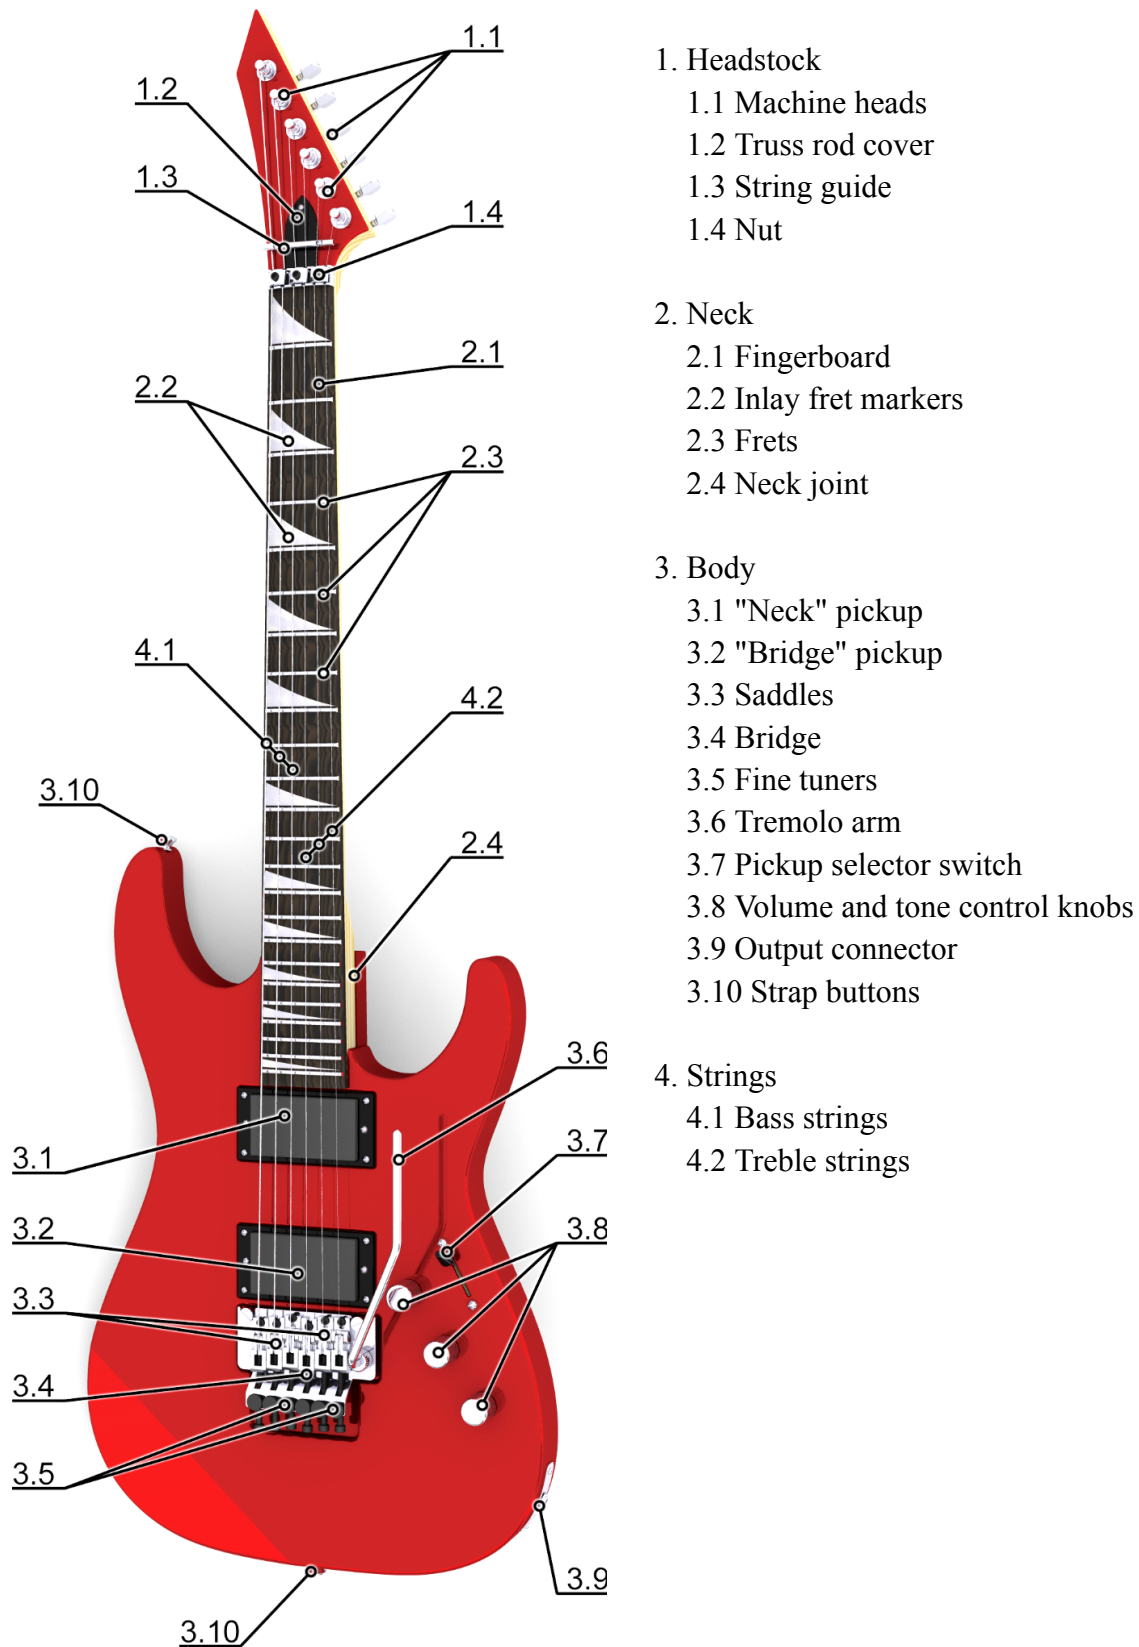 1.1
1.2
1.3
1.4
2.1
2.2
2.3
4.1
4.2
3.10
2.4
3.6
3.7
3.1
3.8
3.2
3.3
3.4
3.5
3.9
3.10
1. Headstock
1.1 Machine heads
1.2 Truss rod cover
1.3 String guide
1.4 Nut
2. Neck
2.1 Fingerboard
2.2 Inlay fret markers
2.3 Frets
2.4 Neck joint
3. Body
3.1 "Neck" pickup
3.2 "Bridge" pickup
3.3 Saddles
3.4 Bridge
3.5 Fine tuners
3.6 Tremolo arm
3.7 Pickup selector switch
3.8 Volume and tone control knobs
3.9 Output connector
3.10 Strap buttons
4. Strings
4.1 Bass strings
4.2 Treble strings